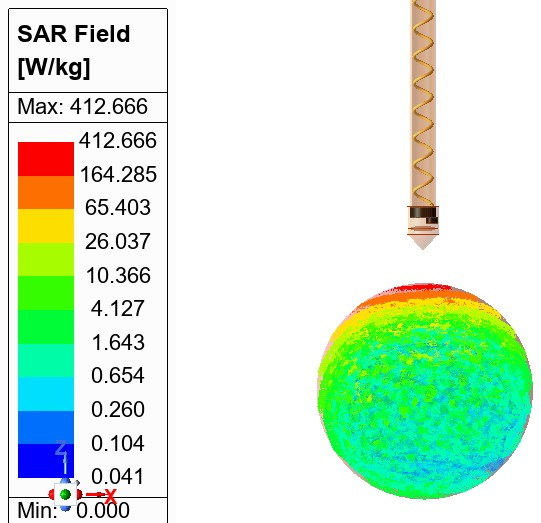 SAR Field
[W/kg]
Max: 412.666
412.666
164.285
65.403
26.037
10.366
4.127
1.643
0.654
0.260
0.104
0.041
Z
X
Min: 0.000